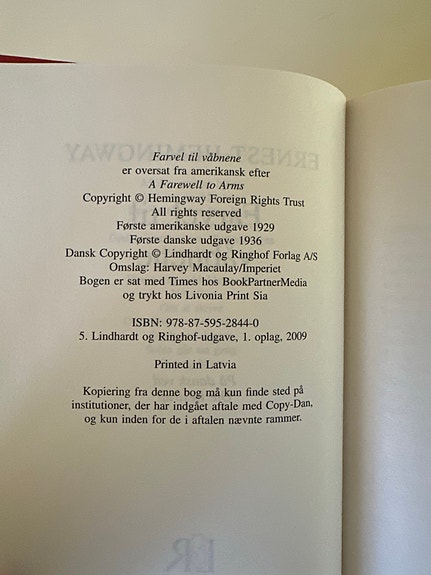 Farvel til våbnene
er oversat fra amerikansk efter
A Farewell to Arms
Copyright © Hemingway Foreign Rights Trust
All rights reserved
Første amerikanske udgave 1929
Første danske udgave 1936
Dansk Copyright © Lindhardt og Ringhof Forlag A/S
Omslag: Harvey Macaulay/Imperiet
Bogen er sat med Times hos BookPartnerMedia
og trykt hos Livonia Print Sia
ISBN: 978-87-595-2844-0
5. Lindhardt og Ringhof-udgave, 1. oplag, 2009
Printed in Latvia
Kopiering fra denne bog må kun finde sted på
institutioner, der har indgået aftale med Copy-Dan,
og kun inden for de i aftalen nævnte rammer.